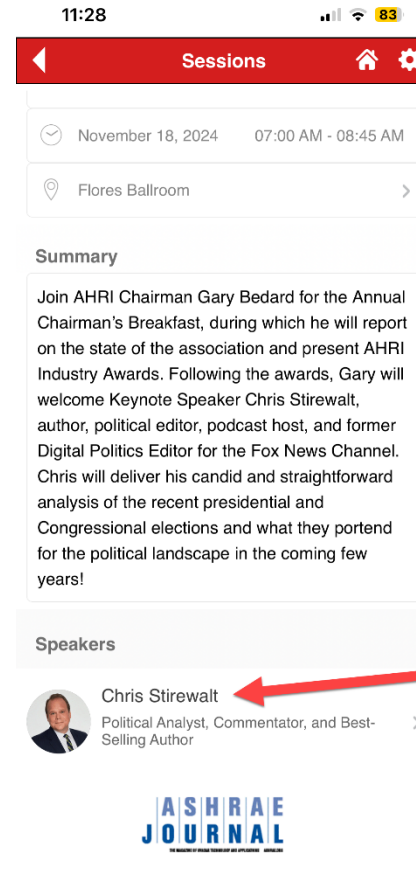 11:28
83
Sessions
November 18, 2024 07:00 AM - 08:45 AM
Flores Ballroom
Summary
Join AHRI Chairman Gary Bedard for the Annual
Chairman's Breakfast, during which he will report
on the state of the association and present AHRI
Industry Awards. Following the awards, Gary will
welcome Keynote Speaker Chris Stirewalt,
author, political editor, podcast host, and former
Digital Politics Editor for the Fox News Channel.
Chris will deliver his candid and straightforward
analysis of the recent presidential and
Congressional elections and what they portend
for the political landscape in the coming few
years!
Speakers
Chris Stirewalt
Political Analyst, Commentator, and Best-
Selling Author
ASHRAE
JOURNAL